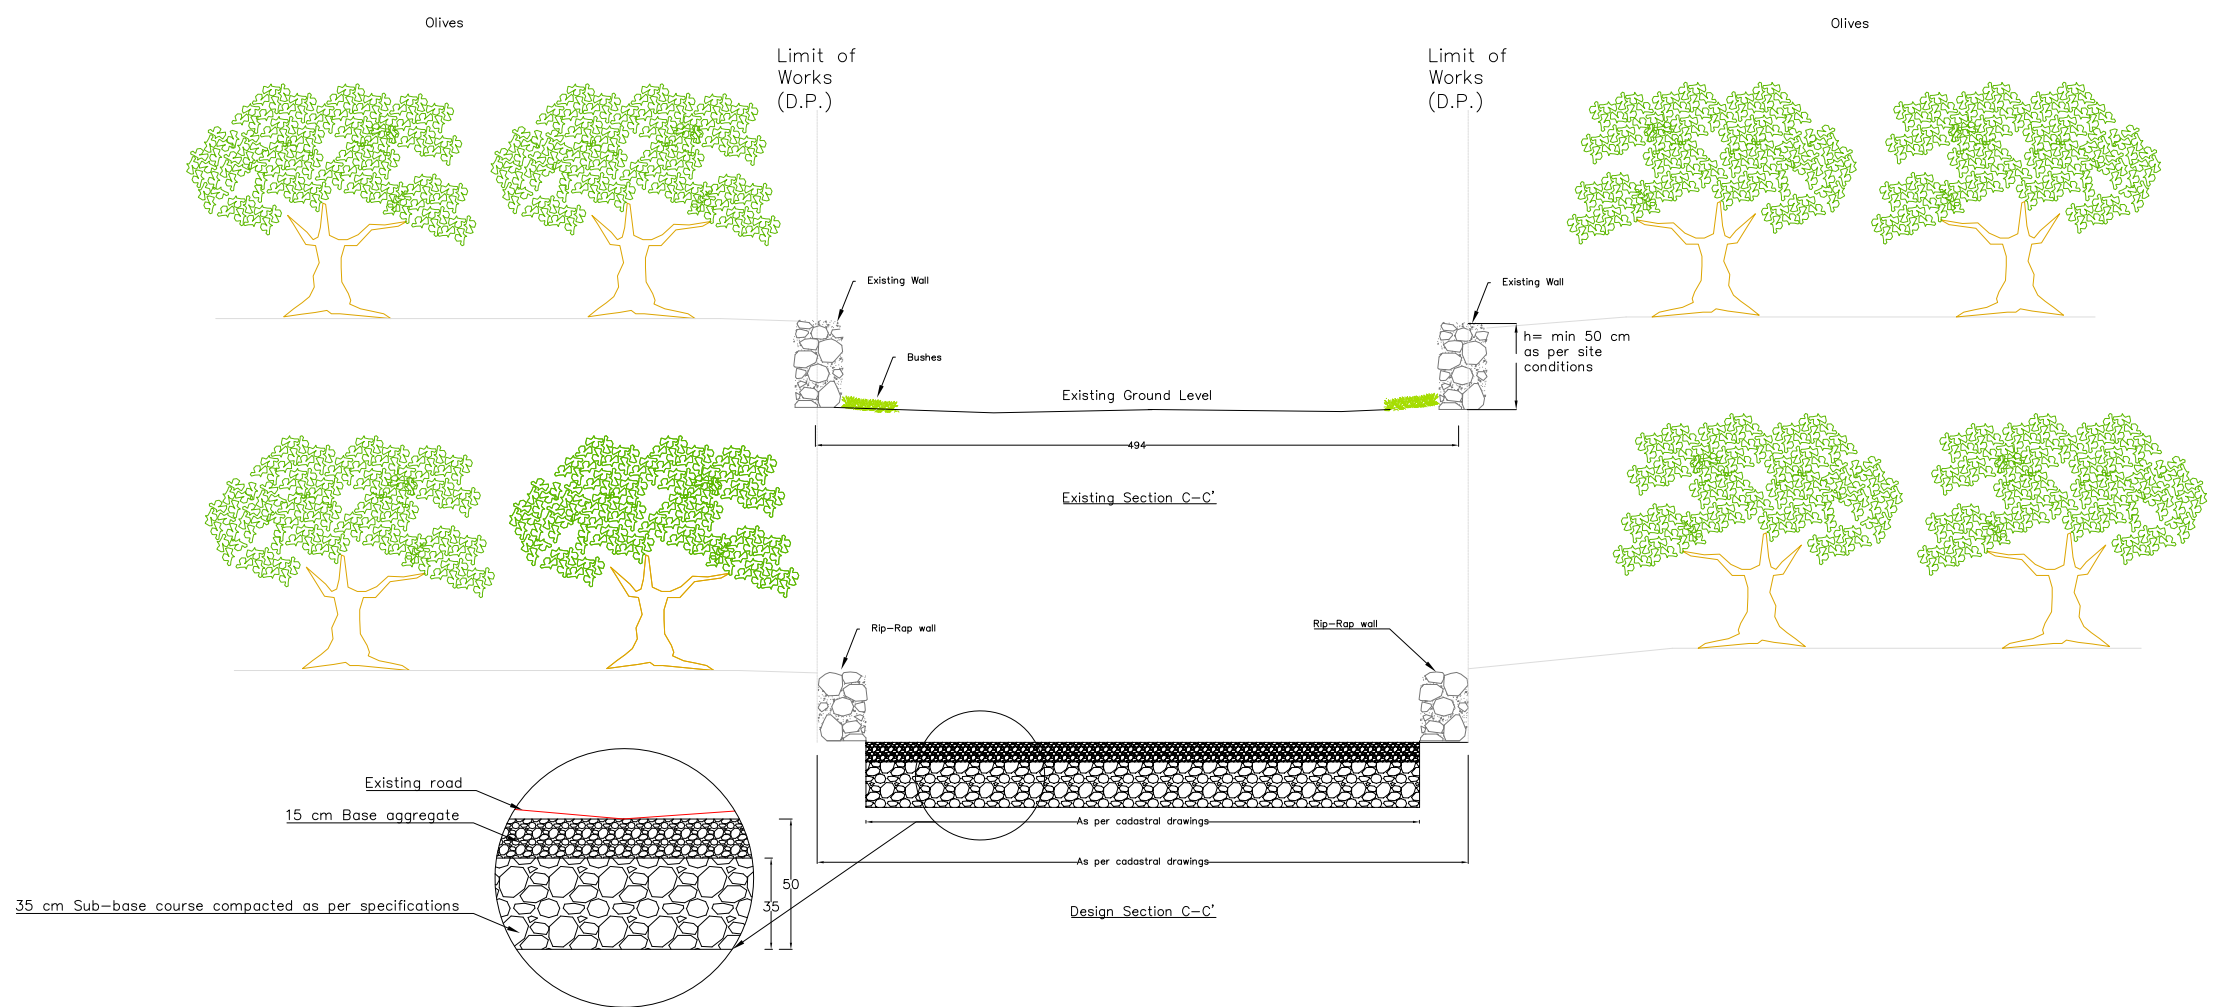 Olives
Olives
Limit of
Works
(D.P.)
Limit of
Works
(D.P.)
Existing Wall
Existing Wall
h= min 50 cm
as per site
conditions
Bushes
Existing Ground Level
494
Existing Section C-C'
Rip-Rap wall
Rip-Rap wall
Existing road
15 cm Base aggregate
As per cadastral drawings
As per cadastral drawings
50
35
35 cm Sub-base course compacted as per specifications
Design Section C-C'